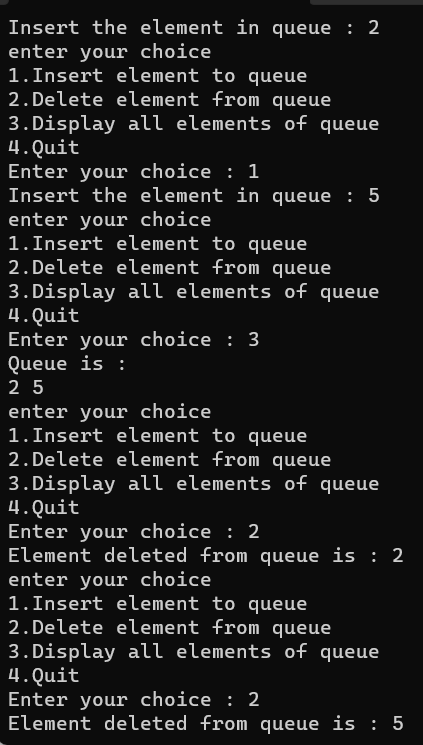 Insert the element in queue : 2
enter your choice
1.Insert element to queue
2.Delete element from queue
3.Display all elements of queue
4.Quit
Enter your choice : 1
Insert the element in queue : 5
enter your choice
1.Insert element to queue
2.Delete element from queue
3.Display all elements of queue
4.Quit
Enter your choice : 3
Queue is :
2 5
enter your choice
1.Insert element to queue
2.Delete element from queue
3.Display all elements of queue
4.Quit
Enter your choice : 2
Element deleted from queue is : 2
enter your choice
1.Insert element to queue
2.Delete element from queue
3.Display all elements of queue
4.Quit
Enter your choice : 2
Element deleted from queue is : 5